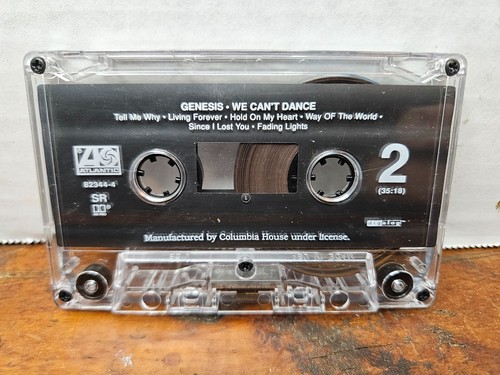 GENESIS • WE CAN'T DANCE
Tell Me Why • Living Forever • Hold On My Heart • Way Of The World •
Since I Lost You • Fading Lights
ATLANTIC
82344-4
SR
2
(35:18)
Manufactured by Columbia House under license.